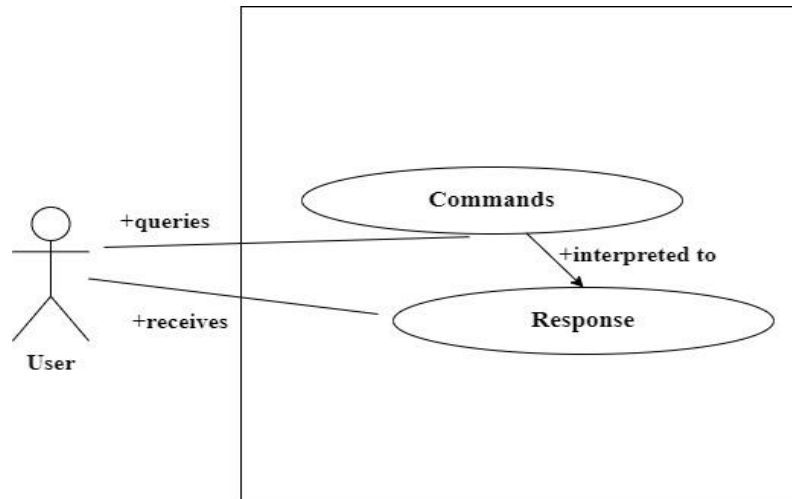 Commands
+queries
+interpreted to
+receives
Response
User